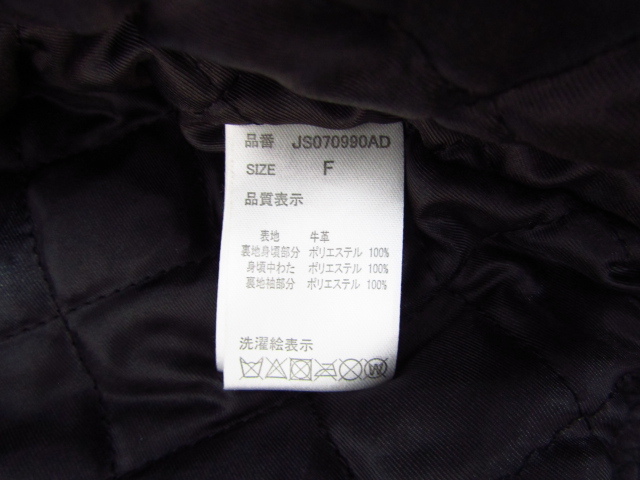 品番 JS070990AD
SIZE F
品質表示
表地 牛革
裏地身頃部分 ポリエステル 100%
身頃中わた ポリエステル 100%
裏地袖部分 ポリエステル 100%
洗濯絵表示